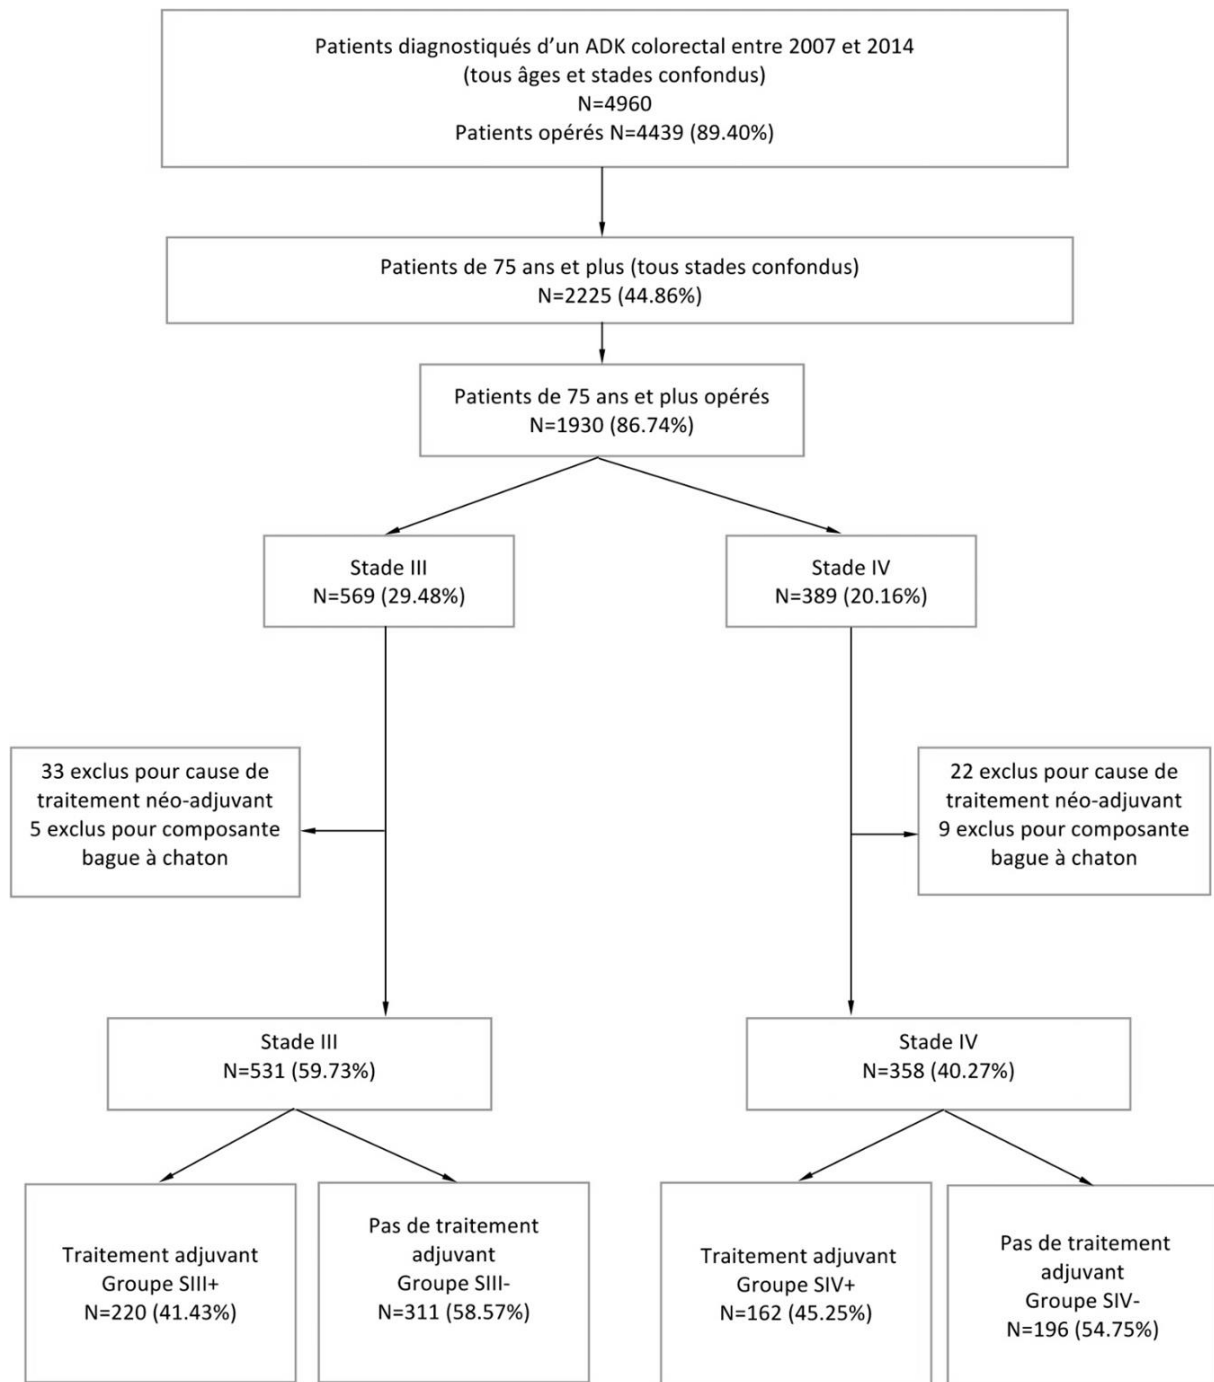 Patients diagnostiqués d’un ADK colorectal entre 2007 et 2014
(tous âges et stades confondus)
N=4960
Patients opérés N=4439 (89.40%)
Patients de 75 ans et plus (tous stades confondus)
N=2225 (44.86%)
Patients de 75 ans et plus opérés
N=1930 (86.74%)
Stade III
N=569 (29.48%)
Stade IV
N=389 (20.16%)
33 exclus pour cause de
traitement néo-adjuvant
5 exclus pour composante
bague à chaton
22 exclus pour cause de
traitement néo-adjuvant
9 exclus pour composante
bague à chaton
Stade III
N=531 (59.73%)
Stade IV
N=358 (40.27%)
Traitement adjuvant
Groupe SIII+
N=220 (41.43%)
Pas de traitement
adjuvant
Groupe SIII-
N=311 (58.57%)
Traitement adjuvant
Groupe SIV+
N=162 (45.25%)
Pas de traitement
adjuvant
Groupe SIV-
N=196 (54.75%)